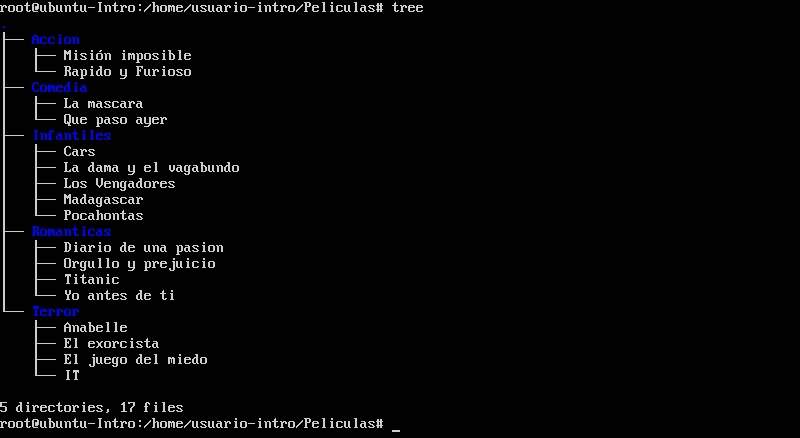 root@ubuntu-Intro:/home/usuario-intro/Peliculas# tree
.
├── Accion
│   ├── Misión imposible
│   └── Rapido y Furioso
├── Comedia
│   ├── La mascara
│   └── Que paso ayer
├── Infantiles
│   ├── Cars
│   ├── La dama y el vagabundo
│   ├── Los Vengadores
│   ├── Madagascar
│   └── Pocahontas
├── Romanticas
│   ├── Diario de una pasion
│   ├── Orgullo y prejuicio
│   ├── Titanic
│   └── Yo antes de ti
└── Terror
    ├── Anabelle
    ├── El exorcista
    ├── El juego del miedo
    └── IT
5 directories, 17 files
root@ubuntu-Intro:/home/usuario-intro/Peliculas# _